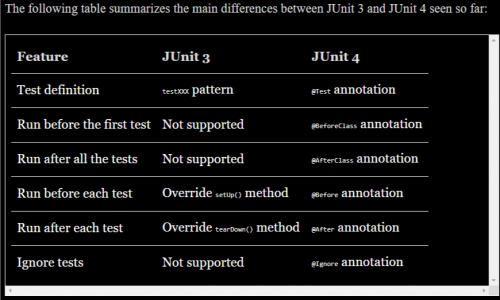 The following table summarizes the main differences between JUnit 3 and JUnit 4 seen so far:
Feature JUnit 3 JUnit 4
Test definition testXXX pattern @Test annotation
Run before the first test Not supported @BeforeClass annotation
Run after all the tests Not supported @AfterClass annotation
Run before each test Override setUp() method @Before annotation
Run after each test Override tearDown() method @After annotation
Ignore tests Not supported @Ignore annotation